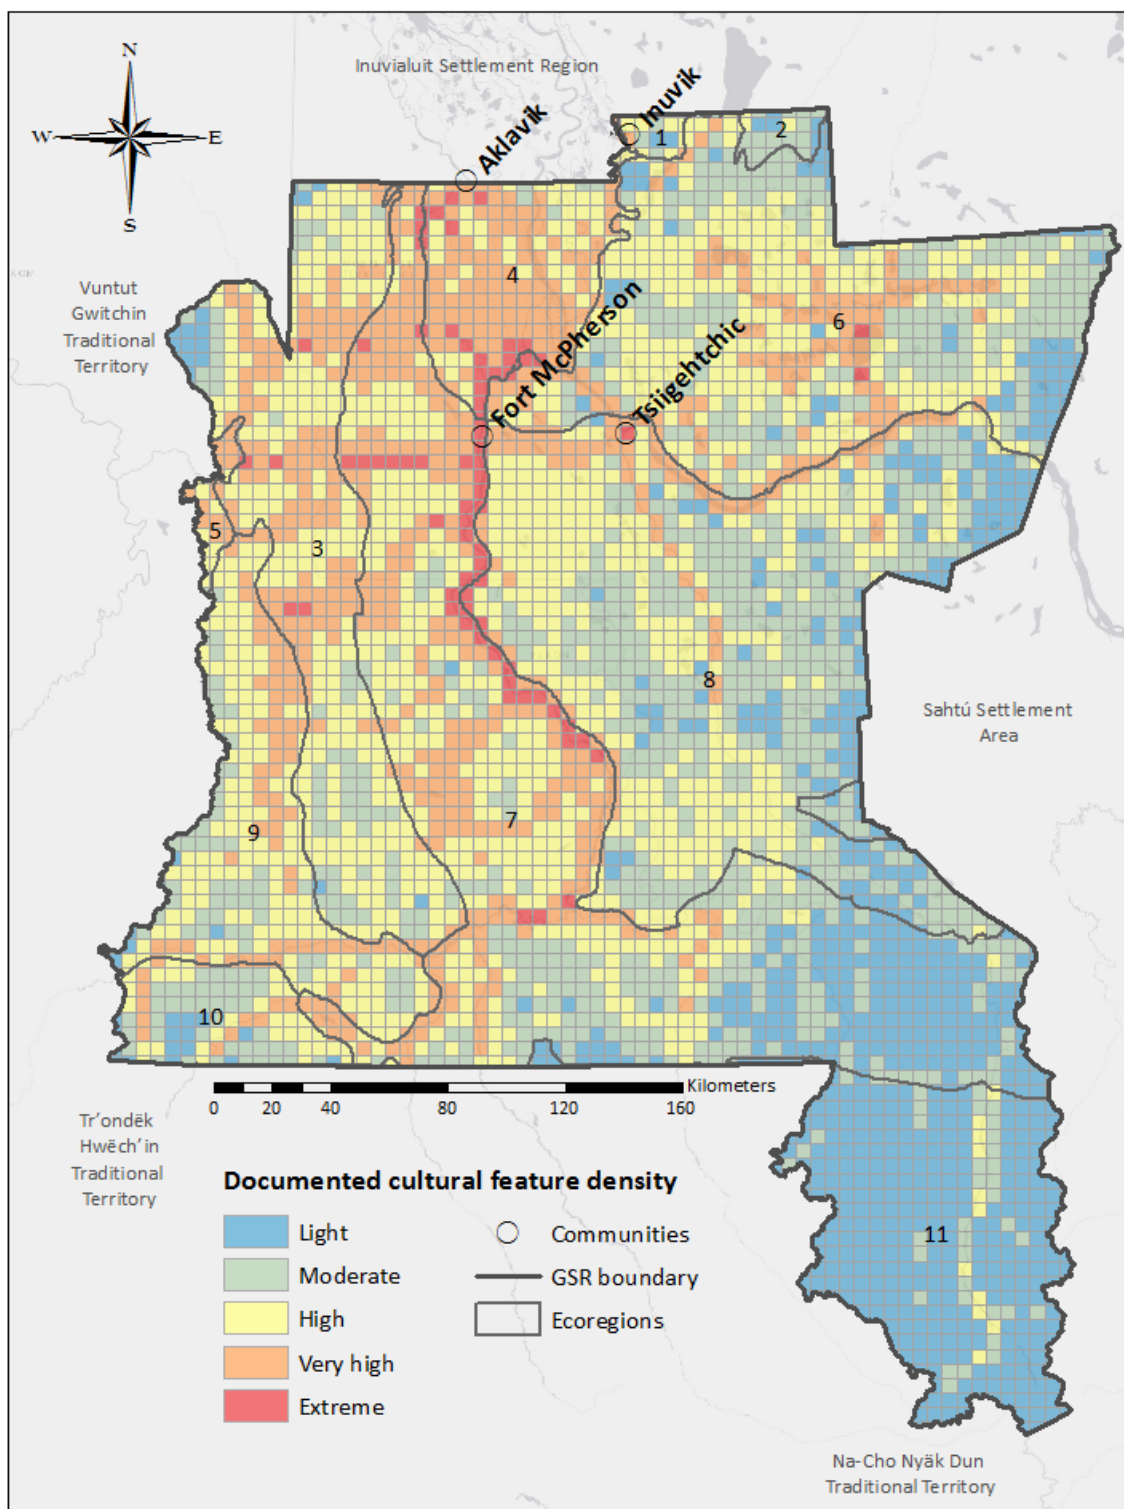 N
W E
S
Inuvialuit Settlement Region
Inuvik
Aklavik
1
2
4
Vuntut
Gwitchin
Traditional
Territory
6
Fort McPherson
Tsiigehtchic
5
3
8
Sahtú Settlement
Area
7
9
10
Kilometers
0 20 40 80 120 160
Tr'ondëk
Hwëch'in
Traditional
Territory
Documented cultural feature density
Light
Moderate
High
Very high
Extreme
Communities
GSR boundary
Ecoregions
11
Na-Cho Nyäk Dun
Traditional Territory